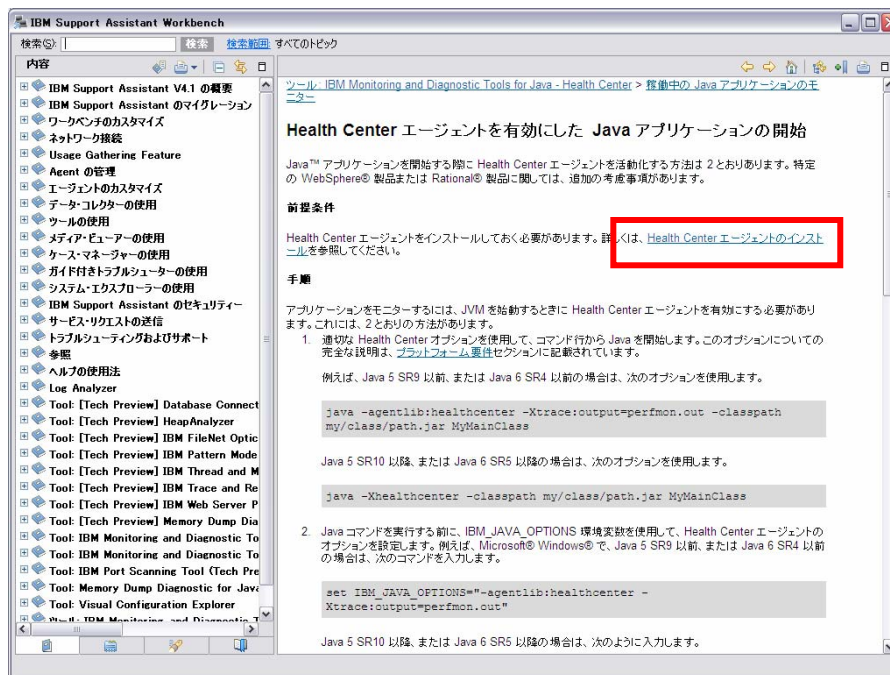 IBM Support Assistant Workbench
検索(S):
検索
検索範囲: すべてのトピック
内容
IBM Support Assistant V4.1 の概要
IBM Support Assistant のマイグレーション
ワークベンチのカスタマイズ
ネットワーク接続
Usage Gathering Feature
Agent の管理
エージェントのカスタマイズ
データ・コレクターの使用
ツールの使用
メディア・ビューアーの使用
ケース・マネージャーの使用
ガイド付きトラブルシューターの使用
システム・エクスプローラーの使用
IBM Support Assistant のセキュリティー
サービス・リクエストの送信
トラブルシューティングおよびサポート
参照
ヘルプの使用法
Log Analyzer
Tool: [Tech Preview] Database Connect
Tool: [Tech Preview] HeapAnalyzer
Tool: [Tech Preview] IBM FileNet Optic
Tool: [Tech Preview] IBM Pattern Mode
Tool: [Tech Preview] IBM Thread and M
Tool: [Tech Preview] IBM Trace and Re
Tool: [Tech Preview] IBM Web Server P
Tool: [Tech Preview] Memory Dump Dia
Tool: IBM Monitoring and Diagnostic To
Tool: IBM Monitoring and Diagnostic To
Tool: IBM Port Scanning Tool (Tech Pre
Tool: Memory Dump Diagnostic for Java
Tool: Visual Configuration Explorer
ツール: IBM Monitoring and Diagnostic T
ツール: IBM Monitoring and Diagnostic Tools for Java - Health Center > 稼働中の Java アプリケーションのモ
ニター
Health Center エージェントを有効にした Java アプリケーションの開始
Java™ アプリケーションを開始する際に Health Center エージェントを活動化する方法は 2 とおりあります。特定
の WebSphere® 製品または Rational® 製品に関しては、追加の考慮事項があります。
前提条件
Health Center エージェントをインストールしておく必要があります。詳しくは、Health Center エージェントのインスト
ールを参照してください。
手順
アプリケーションをモニターするには、JVM を始動するときに Health Center エージェントを有効にする必要があり
ます。これには、2 とおりの方法があります。
1. 適切な Health Center オプションを使用して、コマンド行から Java を開始します。このオプションについての
完全な説明は、プラットフォーム要件セクションに記載されています。
例えば、Java 5 SR9 以前、または Java 6 SR4 以前の場合は、次のオプションを使用します。
java -agentlib:healthcenter -Xtrace:output=perfmon.out -classpath
my/class/path.jar MyMainClass
Java 5 SR10 以降、または Java 6 SR5 以降の場合は、次のオプションを使用します。
java -Xhealthcenter -classpath my/class/path.jar MyMainClass
2. Java コマンドを実行する前に、IBM_JAVA_OPTIONS 環境変数を使用して、Health Center エージェントの
オプションを設定します。例えば、Microsoft® Windows® で、Java 5 SR9 以前、または Java 6 SR4 以前
の場合は、次のコマンドを入力します。
set IBM_JAVA_OPTIONS="-agentlib:healthcenter -
Xtrace:output=perfmon.out"
Java 5 SR10 以降、または Java 6 SR5 以降の場合は、次のように入力します。